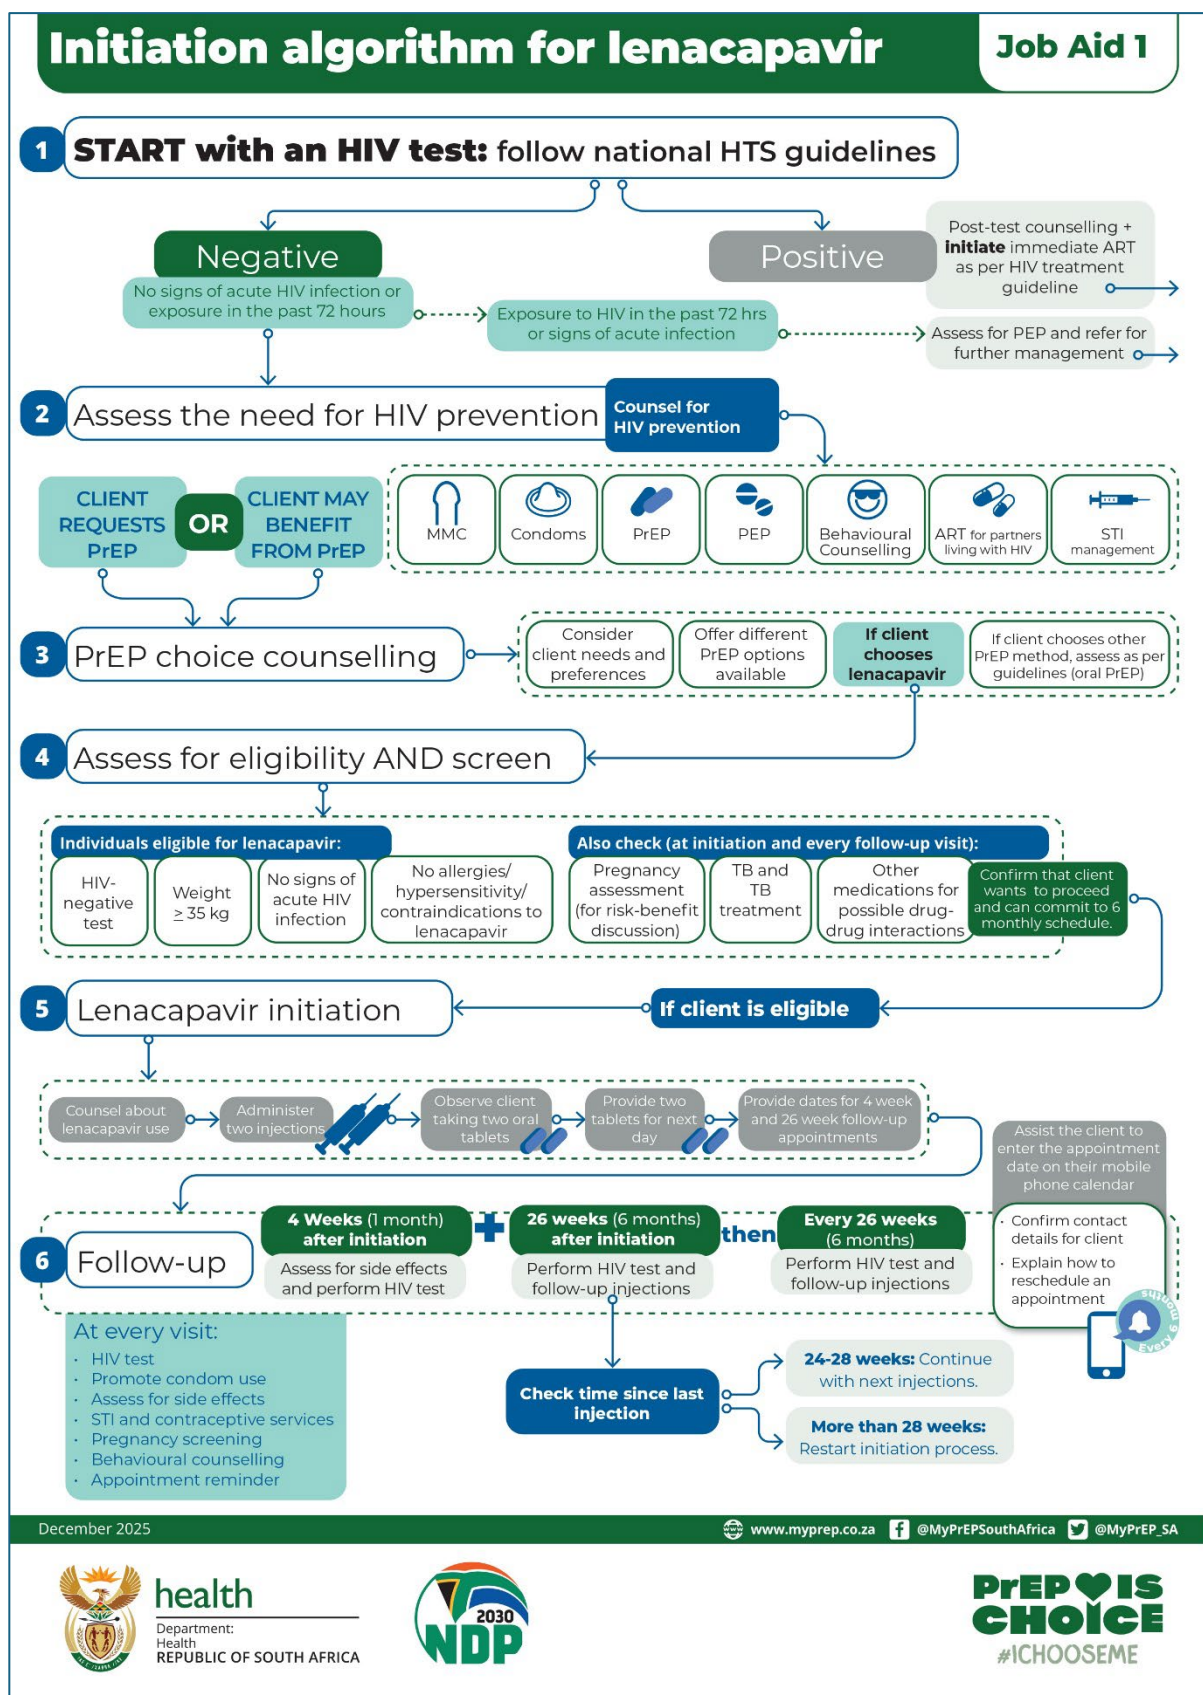 Initiation algorithm for lenacapavir
Job Aid 1
1
START with an HIV test: follow national HTS guidelines
Negative
No signs of acute HIV infection or
exposure in the past 72 hours
Exposure to HIV in the past 72 hrs
or signs of acute infection
Positive
Post-test counselling +
initiate immediate ART
as per HIV treatment
guideline
Assess for PEP and refer for
further management
2
Assess the need for HIV prevention
Counsel for
HIV prevention
CLIENT
REQUESTS
PrEP
OR
CLIENT MAY
BENEFIT
FROM PrEP
MMC
Condoms
PrEP
PEP
Behavioural
Counselling
ART for partners
living with HIV
STI
management
3
PrEP choice counselling
Consider
client needs and
preferences
Offer different
PrEP options
available
If client
chooses
lenacapavir
If client chooses other
PrEP method, assess as per
guidelines (oral PrEP)
4
Assess for eligibility AND screen
Individuals eligible for lenacapavir:
HIV-
negative
test
Weight
≥ 35 kg
No signs of
acute HIV
infection
No allergies/
hypersensitivity/
contraindications to
lenacapavir
Also check (at initiation and every follow-up visit):
Pregnancy
assessment
(for risk-benefit
discussion)
TB and
TB
treatment
Other
medications for
possible drug-
drug interactions
Confirm that client
wants to proceed
and can commit to 6
monthly schedule.
5
Lenacapavir initiation
If client is eligible
Counsel about
lenacapavir use
Administer
two injections
Observe client
taking two oral
tablets
Provide two
tablets for next
day
Provide dates for 4 week
and 26 week follow-up
appointments
Assist the client to
enter the appointment
date on their mobile
phone calendar
• Confirm contact
details for client
• Explain how to
reschedule an
appointment
Every 6 months
6
Follow-up
4 Weeks (1 month)
after initiation
Assess for side effects
and perform HIV test
+
26 weeks (6 months)
after initiation
Perform HIV test and
follow-up injections
then
Every 26 weeks
(6 months)
Perform HIV test and
follow-up injections
At every visit:
• HIV test
• Promote condom use
• Assess for side effects
• STI and contraceptive services
• Pregnancy screening
• Behavioural counselling
• Appointment reminder
Check time since last
injection
24-28 weeks: Continue
with next injections.
More than 28 weeks:
Restart initiation process.
December 2025
www.myprep.co.za
@MyPrEPSouthAfrica
@MyPrEP_SA
health
Department:
Health
REPUBLIC OF SOUTH AFRICA
2030
NDP
PrEP IS
CHOICE
#ICHOOSEME